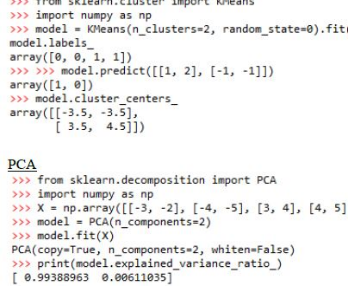 >>> from sklearn.cluster import KMeans
>>> import numpy as np
>>> model = KMeans(n_clusters=2, random_state=0).fit(
model.labels_
array([0, 0, 1, 1])
>>> >>> model.predict([[1, 2], [-1, -1]])
array([1, 0])
>>> model.cluster_centers_
array([[-3.5, -3.5],
[ 3.5, 4.5]])
PCA
>>> from sklearn.decomposition import PCA
>>> import numpy as np
>>> X = np.array([[-3, -2], [-4, -5], [3, 4], [4, 5]
>>> model = PCA(n_components=2)
>>> model.fit(X)
PCA(copy=True, n_components=2, whiten=False)
>>> print(model.explained_variance_ratio_)
[ 0.99388963 0.00611035]